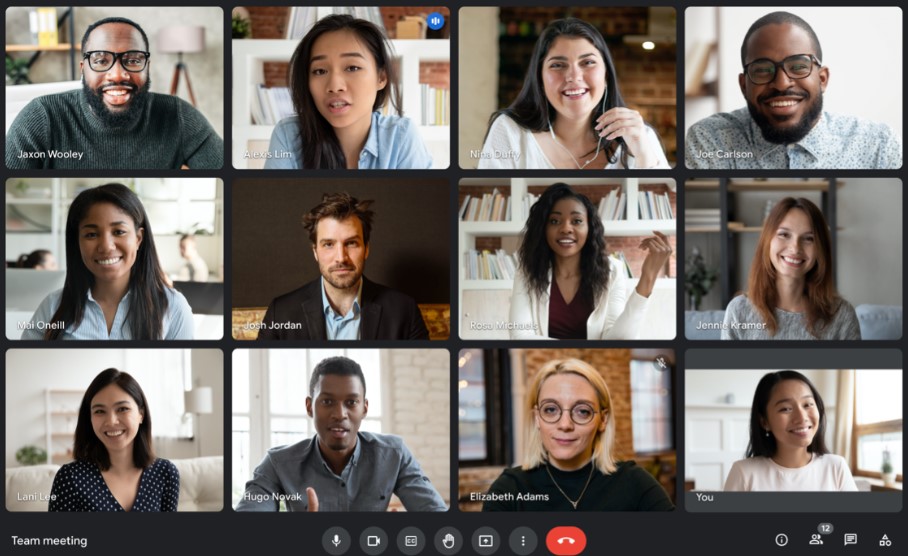 Jaxon Wooley
Alexis Lim
Nina Duffy
Joe Carlson
Mai Oneill
Josh Jordan
Rosa Michaels
Jennie Kramer
Lani Lee
Hugo Novak
Elizabeth Adams
You
Team meeting
CC
12